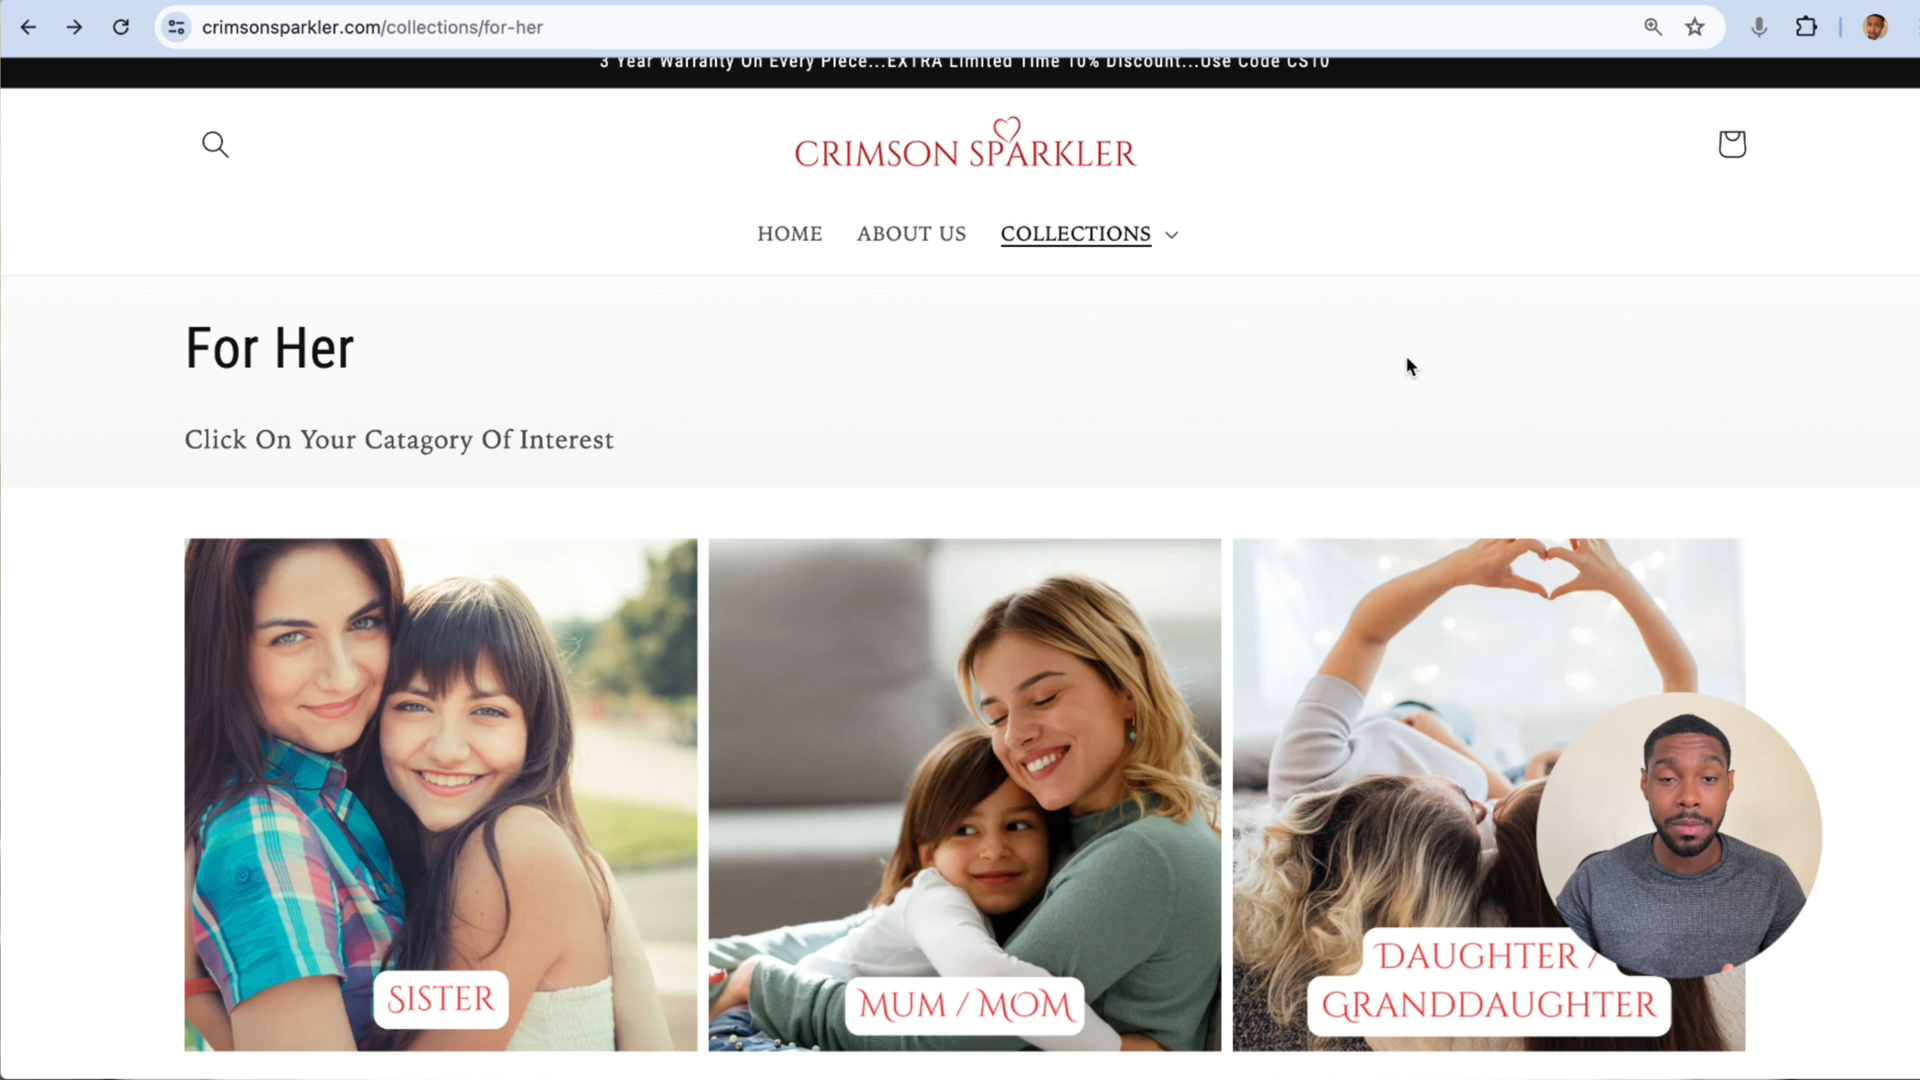 crimsonsparkler.com/collections/for-her
3 Year Warranty On Every Piece...EXTRA Limited Time 10% Discount...Use Code CS10
CRIMSON SPARKLER
HOME ABOUT US COLLECTIONS
For Her
Click On Your Catagory Of Interest
SISTER
MUM / MOM
DAUGHTER /
GRANDDAUGHTER